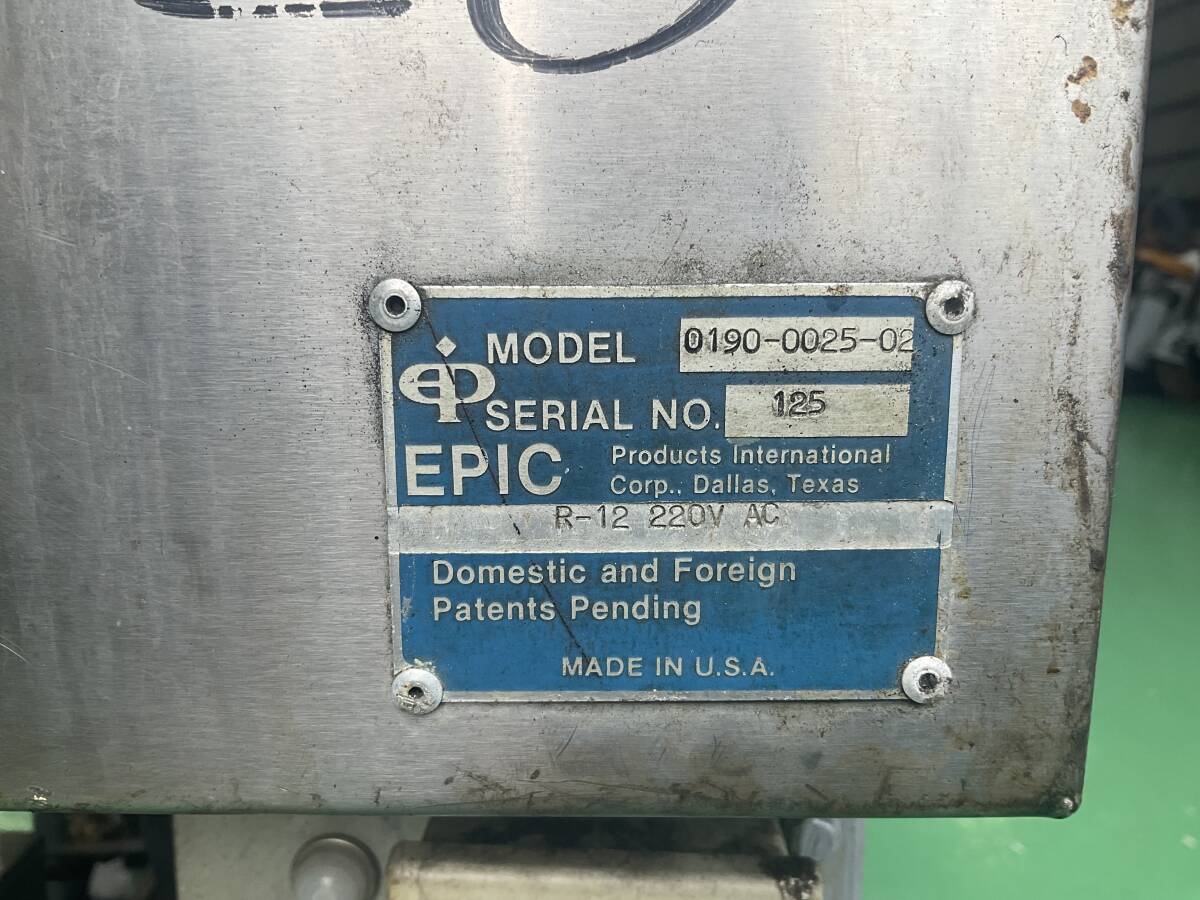 MODEL 0190-0025-02
EP
SERIAL NO. 125
EPIC Products International
Corp., Dallas, Texas
R-12 220V AC
Domestic and Foreign
Patents Pending
MADE IN U.S.A.